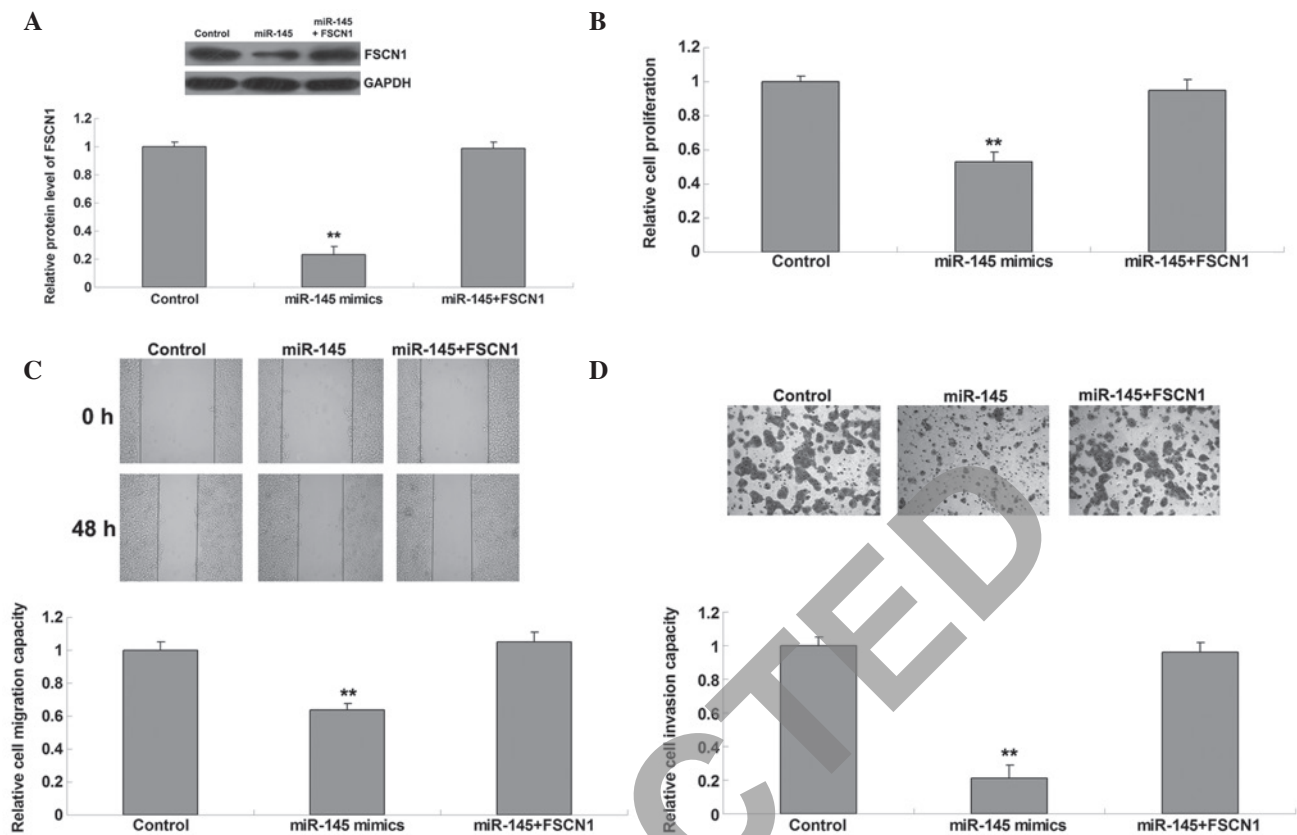 A
Control miR-145 miR-145 + FSCN1
FSCN1
GAPDH
Relative protein level of FSCN1
1.2
1
0.8
0.6
0.4
0.2
0
**
Control miR-145 mimics miR-145+FSCN1
B
Relative cell proliferation
1.2
1
0.8
0.6
0.4
0.2
0
**
Control miR-145 mimics miR-145+FSCN1
C
Control miR-145 miR-145+FSCN1
0 h
48 h
Relative cell migration capacity
1.2
1
0.8
0.6
0.4
0.2
0
**
Control miR-145 mimics miR-145+FSCN1
D
Control miR-145 miR-145+FSCN1
Relative cell invasion capacity
1.2
1
0.8
0.6
0.4
0.2
0
**
Control miR-145 mimics miR-145+FSCN1
CTED